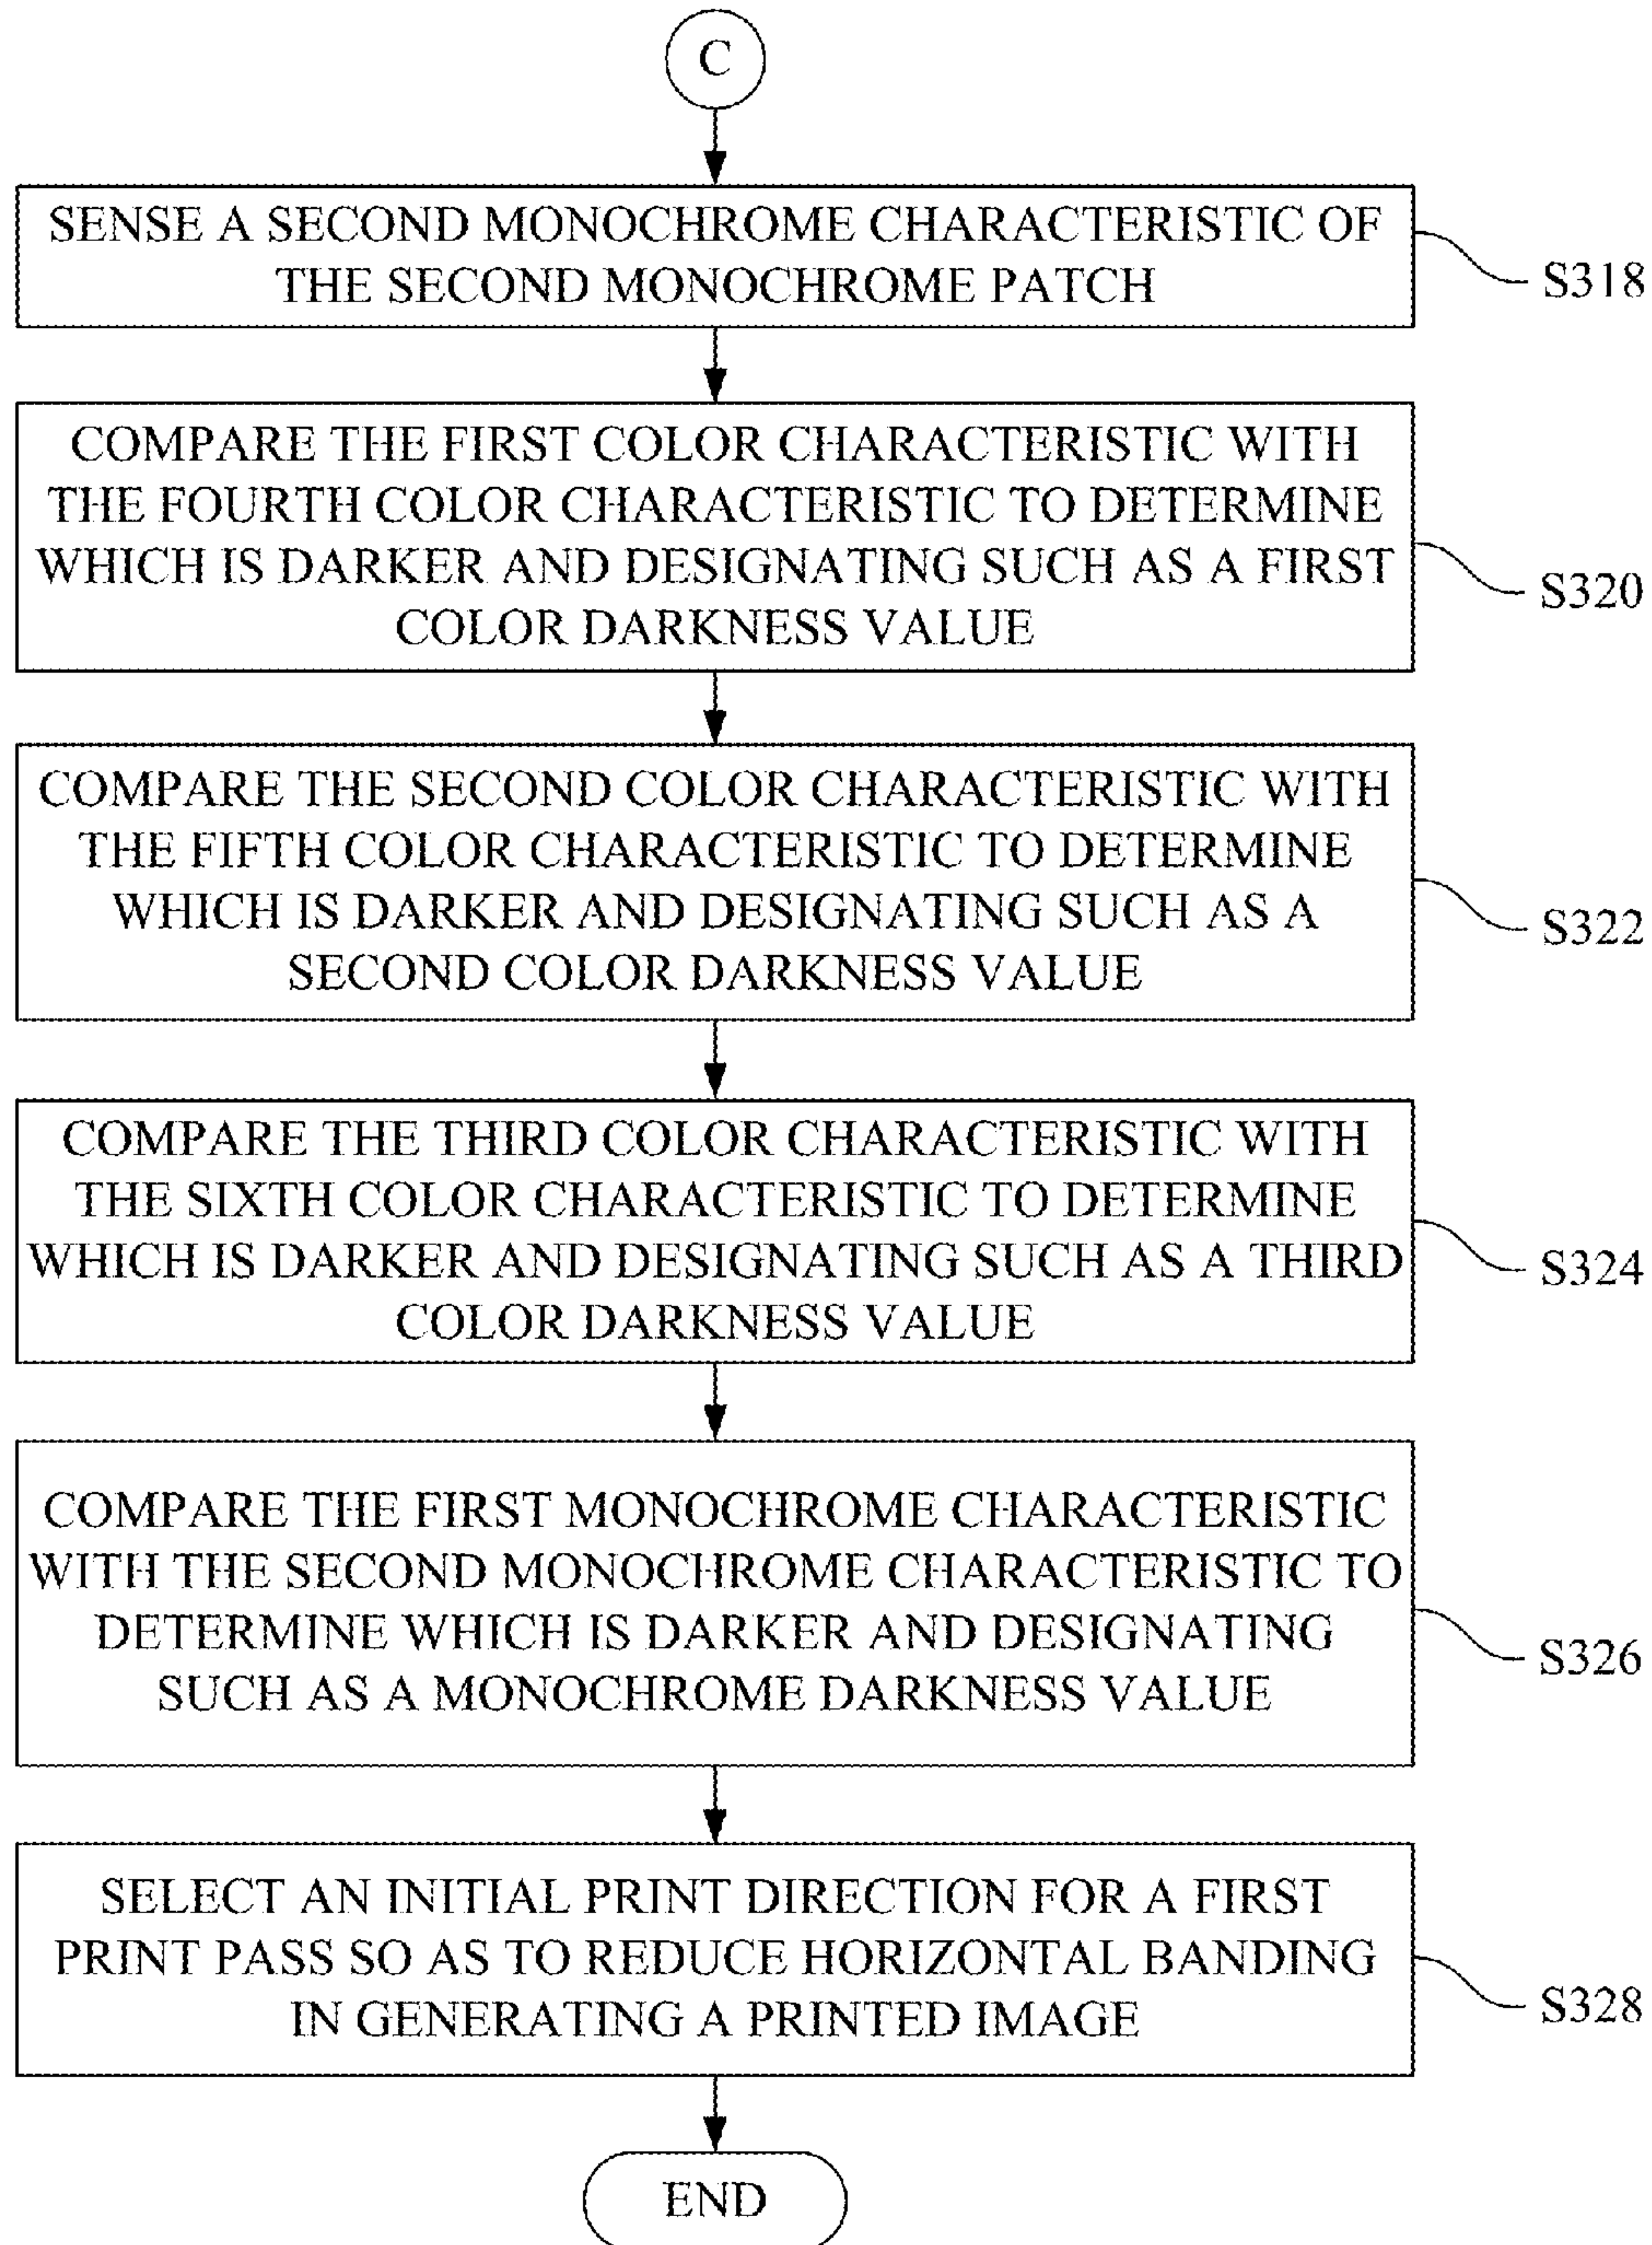 C
SENSE A SECOND MONOCHROME CHARACTERISTIC OF
THE SECOND MONOCHROME PATCH
S318
COMPARE THE FIRST COLOR CHARACTERISTIC WITH
THE FOURTH COLOR CHARACTERISTIC TO DETERMINE
WHICH IS DARKER AND DESIGNATING SUCH AS A FIRST
COLOR DARKNESS VALUE
S320
COMPARE THE SECOND COLOR CHARACTERISTIC WITH
THE FIFTH COLOR CHARACTERISTIC TO DETERMINE
WHICH IS DARKER AND DESIGNATING SUCH AS A
SECOND COLOR DARKNESS VALUE
S322
COMPARE THE THIRD COLOR CHARACTERISTIC WITH
THE SIXTH COLOR CHARACTERISTIC TO DETERMINE
WHICH IS DARKER AND DESIGNATING SUCH AS A THIRD
COLOR DARKNESS VALUE
S324
COMPARE THE FIRST MONOCHROME CHARACTERISTIC
WITH THE SECOND MONOCHROME CHARACTERISTIC TO
DETERMINE WHICH IS DARKER AND DESIGNATING
SUCH AS A MONOCHROME DARKNESS VALUE
S326
SELECT AN INITIAL PRINT DIRECTION FOR A FIRST
PRINT PASS SO AS TO REDUCE HORIZONTAL BANDING
IN GENERATING A PRINTED IMAGE
S328
END